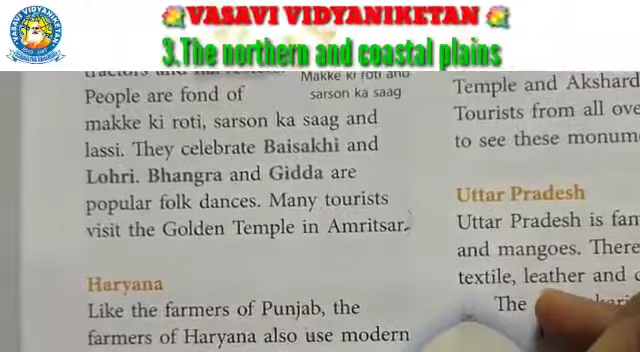 VASAVI VIDYANIKETAN
3.The northern and coastal plains
VASAVI VIDYANIKETAN
tractors and
Makke ki roti and
sarson ka saag
People are fond of
makke ki roti, sarson ka saag and
lassi. They celebrate Baisakhi and
Lohri. Bhangra and Gidda are
popular folk dances. Many tourists
visit the Golden Temple in Amritsar.
Haryana
Like the farmers of Punjab, the
farmers of Haryana also use modern
Temple and Akshard
Tourists from all ove
to see these monum
Uttar Pradesh
Uttar Pradesh is fam
and mangoes. There
textile, leather and
The